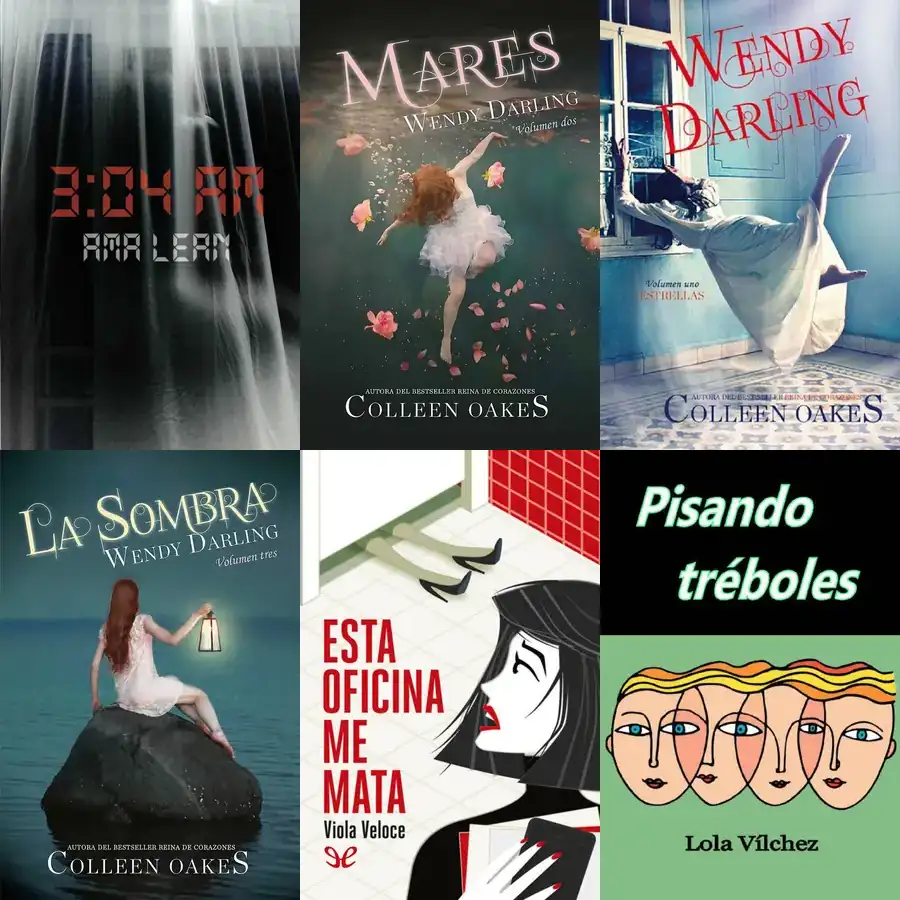 3:04 AM
AMA LEAN
MARES
WENDY DARLING
Volumen dos
AUTORA DEL BESTSELLER REINA DE CORAZONES
COLLEEN OAKES
WENDY
DARLING
Volumen uno
ESTRELLAS
AUTORA DEL BESTSELLER REINA DE CORAZONES
COLLEEN OAKES
LA SOMBRA
WENDY DARLING
Volumen tres
AUTORA DEL BESTSELLER REINA DE CORAZONES
COLLEEN OAKES
ESTA
OFICINA
ME
MATA
Viola Veloce
Pisando
tréboles
Lola Vílchez